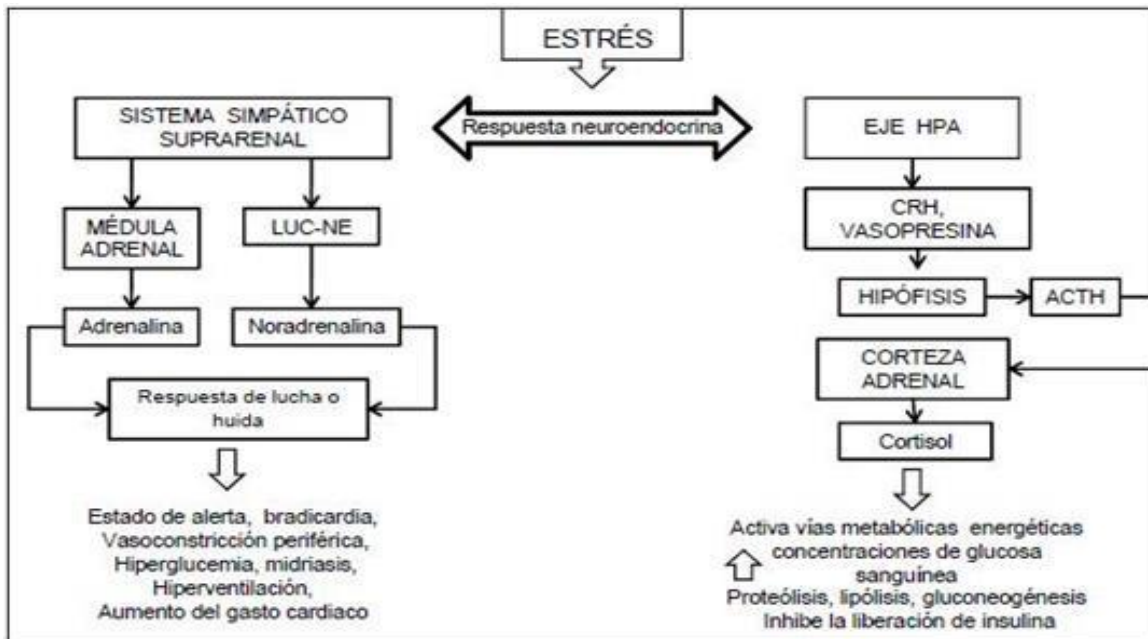 ESTRÉS
SISTEMA SIMPÁTICO
SUPRARENAL
Respuesta neuroendocrina
EJE HPA
MÉDULA
ADRENAL
LUC-NE
CRH,
VASOPRESINA
HIPÓFISIS
ACTH
Adrenalina
Noradrenalina
CORTEZA
ADRENAL
Respuesta de lucha o
huida
Cortisol
Estado de alerta, bradicardia,
Vasoconstricción periférica,
Hiperglucemia, midriasis,
Hiperventilación,
Aumento del gasto cardiaco
Activa vías metabólicas energéticas
concentraciones de glucosa
sanguínea
Proteólisis, lipólisis, gluconeogénesis
Inhibe la liberación de insulina